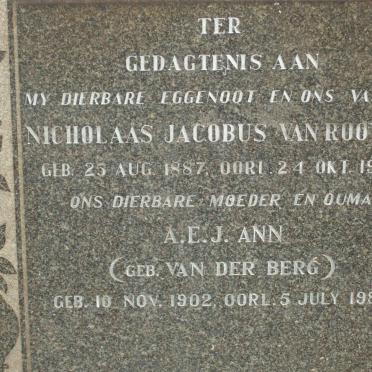 TER
GEDAGTENIS AAN
MY DIERBARE EGGENOOT EN ONS VA
NICHOLAAS JACOBUS VAN ROO
GEB. 25 AUG. 1887, OORL. 24 OKT. 19
ONS DIERBARE MOEDER EN OUMA
A.E.J. ANN
(GEB. VAN DER BERG)
GEB. 10 NOV. 1902, OORL. 5 JULY 198